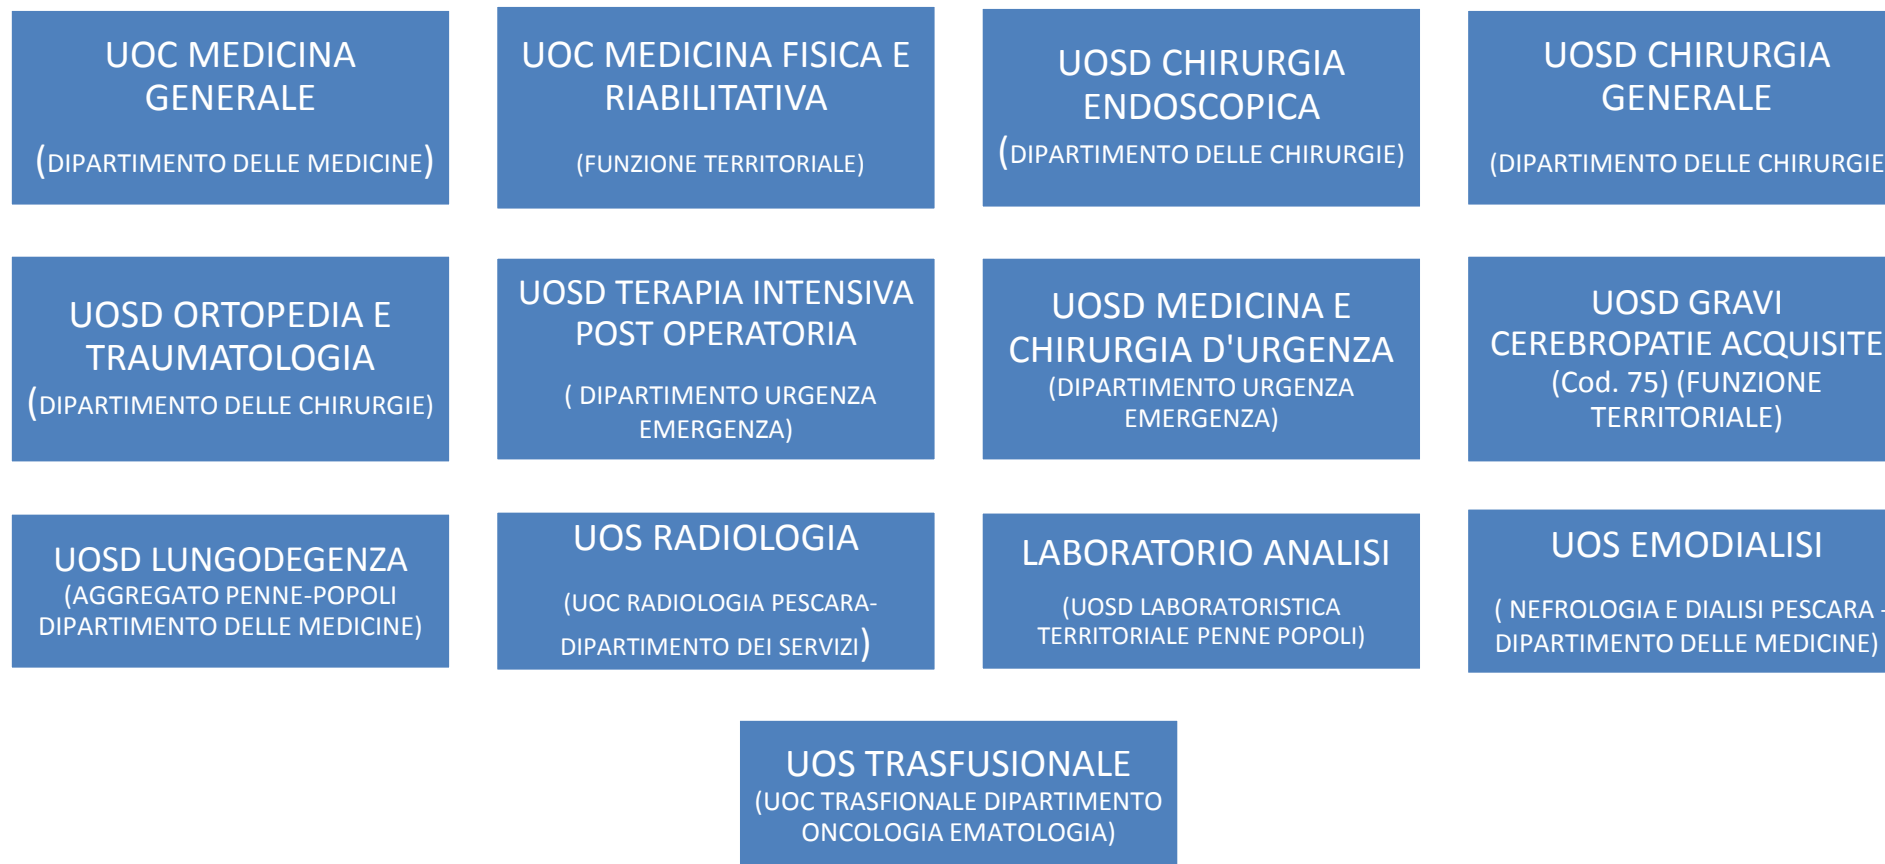 UOC MEDICINA
GENERALE
(DIPARTIMENTO DELLE MEDICINE)
UOC MEDICINA FISICA E
RIABILITATIVA
(FUNZIONE TERRITORIALE)
UOSD CHIRURGIA
ENDOSCOPICA
(DIPARTIMENTO DELLE CHIRURGIE)
UOSD CHIRURGIA
GENERALE
(DIPARTIMENTO DELLE CHIRURGIE
UOSD ORTOPEDIA E
TRAUMATOLOGIA
(DIPARTIMENTO DELLE CHIRURGIE)
UOSD TERAPIA INTENSIVA
POST OPERATORIA
( DIPARTIMENTO URGENZA
EMERGENZA)
UOSD MEDICINA E
CHIRURGIA D'URGENZA
(DIPARTIMENTO URGENZA
EMERGENZA)
UOSD GRAVI
CEREBROPATIE ACQUISITE
(Cod. 75) (FUNZIONE
TERRITORIALE)
UOSD LUNGODEGENZA
(AGGREGATO PENNE-POPOLI
DIPARTIMENTO DELLE MEDICINE)
UOS RADIOLOGIA
(UOC RADIOLOGIA PESCARA-
DIPARTIMENTO DEI SERVIZI)
LABORATORIO ANALISI
(UOSD LABORATORISTICA
TERRITORIALE PENNE POPOLI)
UOS EMODIALISI
( NEFROLOGIA E DIALISI PESCARA -
DIPARTIMENTO DELLE MEDICINE)
UOS TRASFUSIONALE
(UOC TRASFIONALE DIPARTIMENTO
ONCOLOGIA EMATOLOGIA)